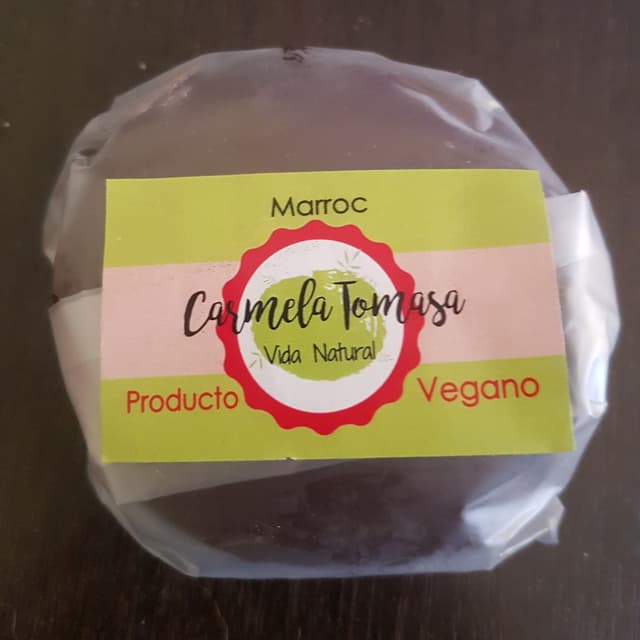 Marroc
Carmela Tomasa
Vida Natural
Producto Vegano